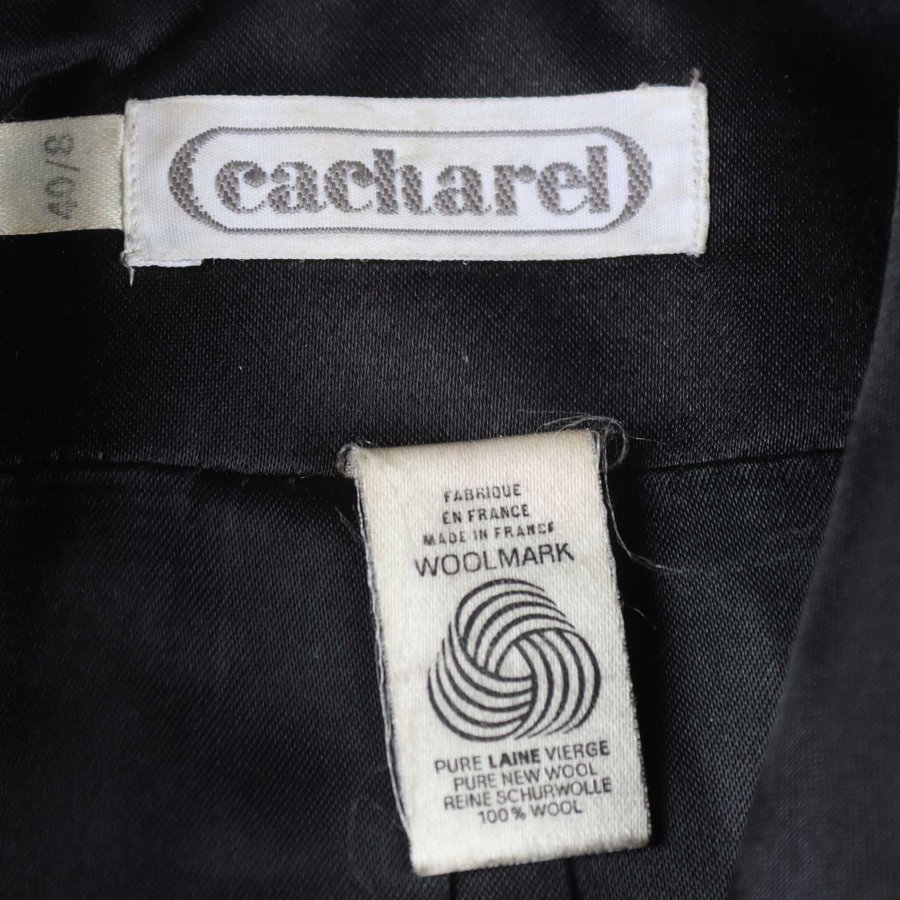 40/8
cacharel
FABRIQUE
EN FRANCE
MADE IN FRANCE
WOOLMARK
PURE LAINE VIERGE
PURE NEW WOOL
REINE SCHURWOLLE
100% WOOL